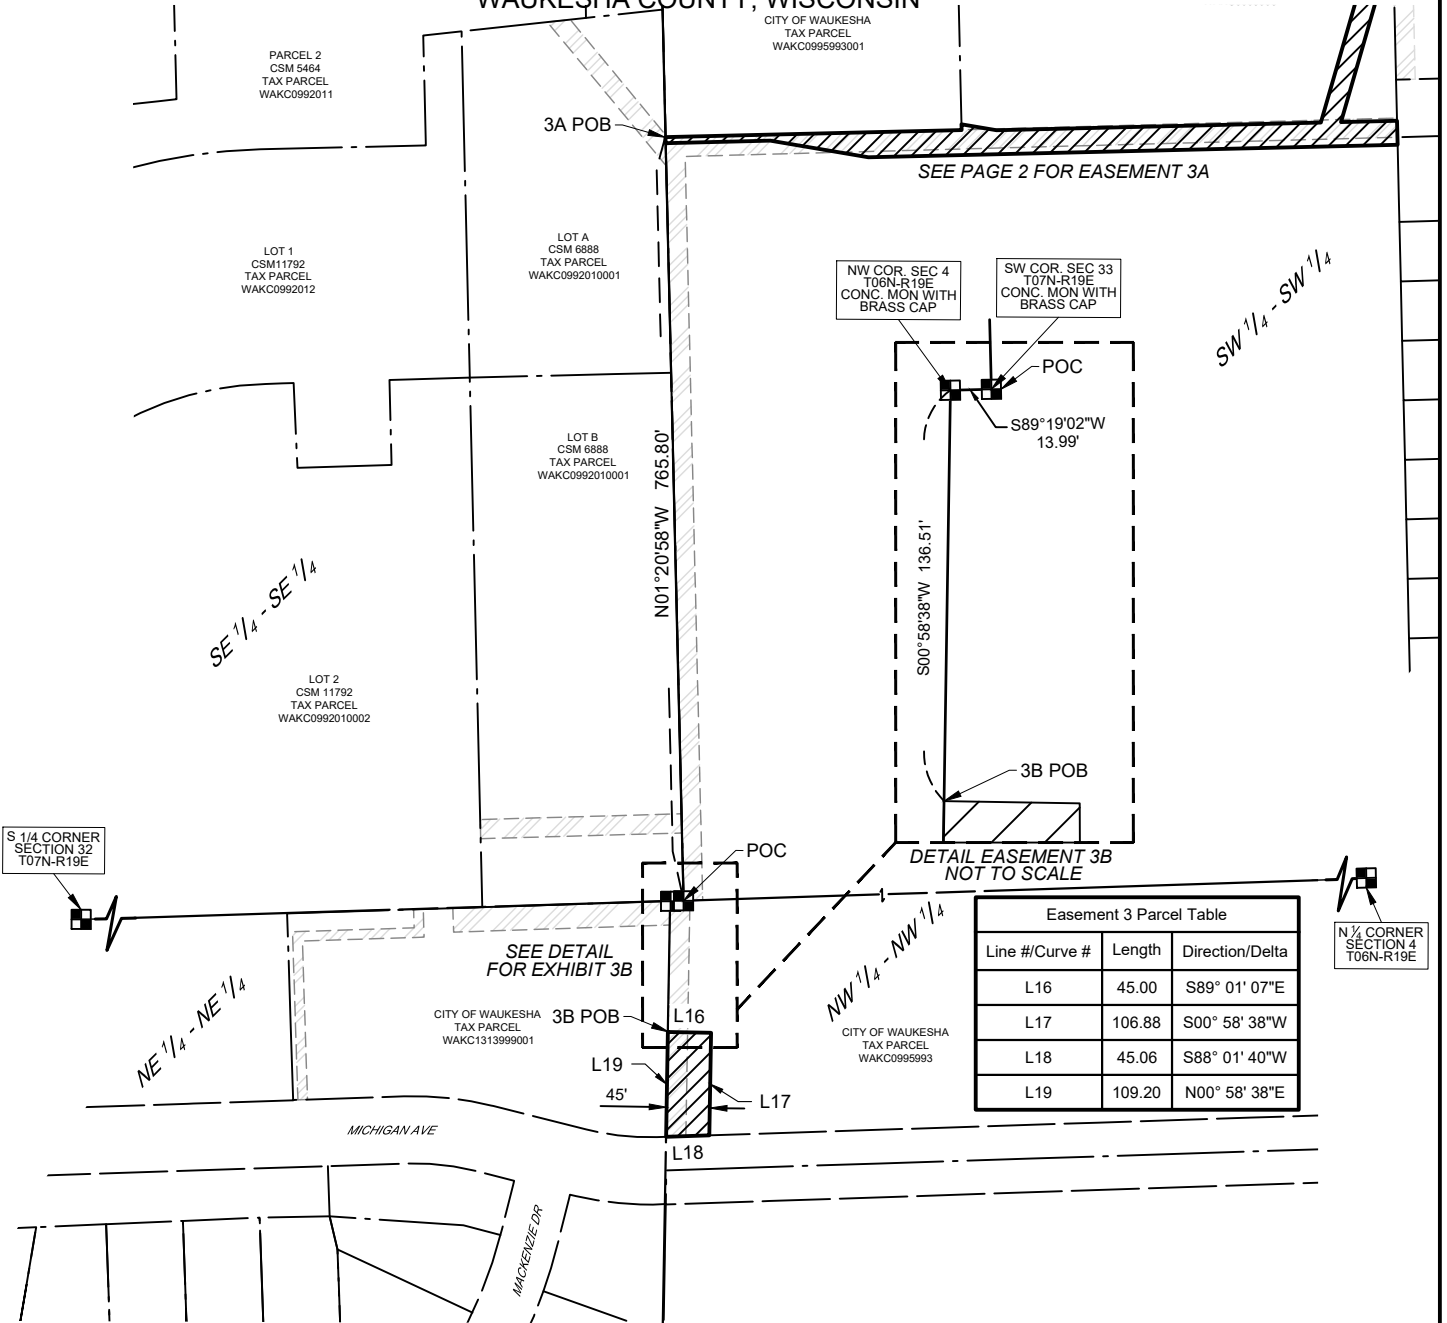 WAUKESHA COUNTY, WISCONSIN
CITY OF WAUKESHA
TAX PARCEL
WAKC0995993001
PARCEL 2
CSM 5464
TAX PARCEL
WAKC0992011
3A POB
SEE PAGE 2 FOR EASEMENT 3A
LOT 1
CSM11792
TAX PARCEL
WAKC0992012
LOT A
CSM 6888
TAX PARCEL
WAKC0992010001
NW COR. SEC 4
T06N-R19E
CONC. MON WITH
BRASS CAP
SW COR. SEC 33
T07N-R19E
CONC. MON WITH
BRASS CAP
SW 1/4 - SW 1/4
POC
S89°19'02"W
13.99'
LOT B
CSM 6888
TAX PARCEL
WAKC0992010001
N01°20'58"W 765.80'
S00°58'38"W 136.51'
SE 1/4 - SE 1/4
LOT 2
CSM 11792
TAX PARCEL
WAKC0992010002
3B POB
S 1/4 CORNER
SECTION 32
T07N-R19E
POC
DETAIL EASEMENT 3B
NOT TO SCALE
N 1/4 CORNER
SECTION 4
T06N-R19E
SEE DETAIL
FOR EXHIBIT 3B
NE 1/4 - NE 1/4
NW 1/4 - NW 1/4
CITY OF WAUKESHA
TAX PARCEL
WAKC1313999001
3B POB
L16
CITY OF WAUKESHA
TAX PARCEL
WAKC0995993
L19
45'
L17
L18
Easement 3 Parcel Table
Line #/Curve # Length Direction/Delta
L16 45.00 S89° 01' 07"E
L17 106.88 S00° 58' 38"W
L18 45.06 S88° 01' 40"W
L19 109.20 N00° 58' 38"E
MICHIGAN AVE
MACKENZIE DR